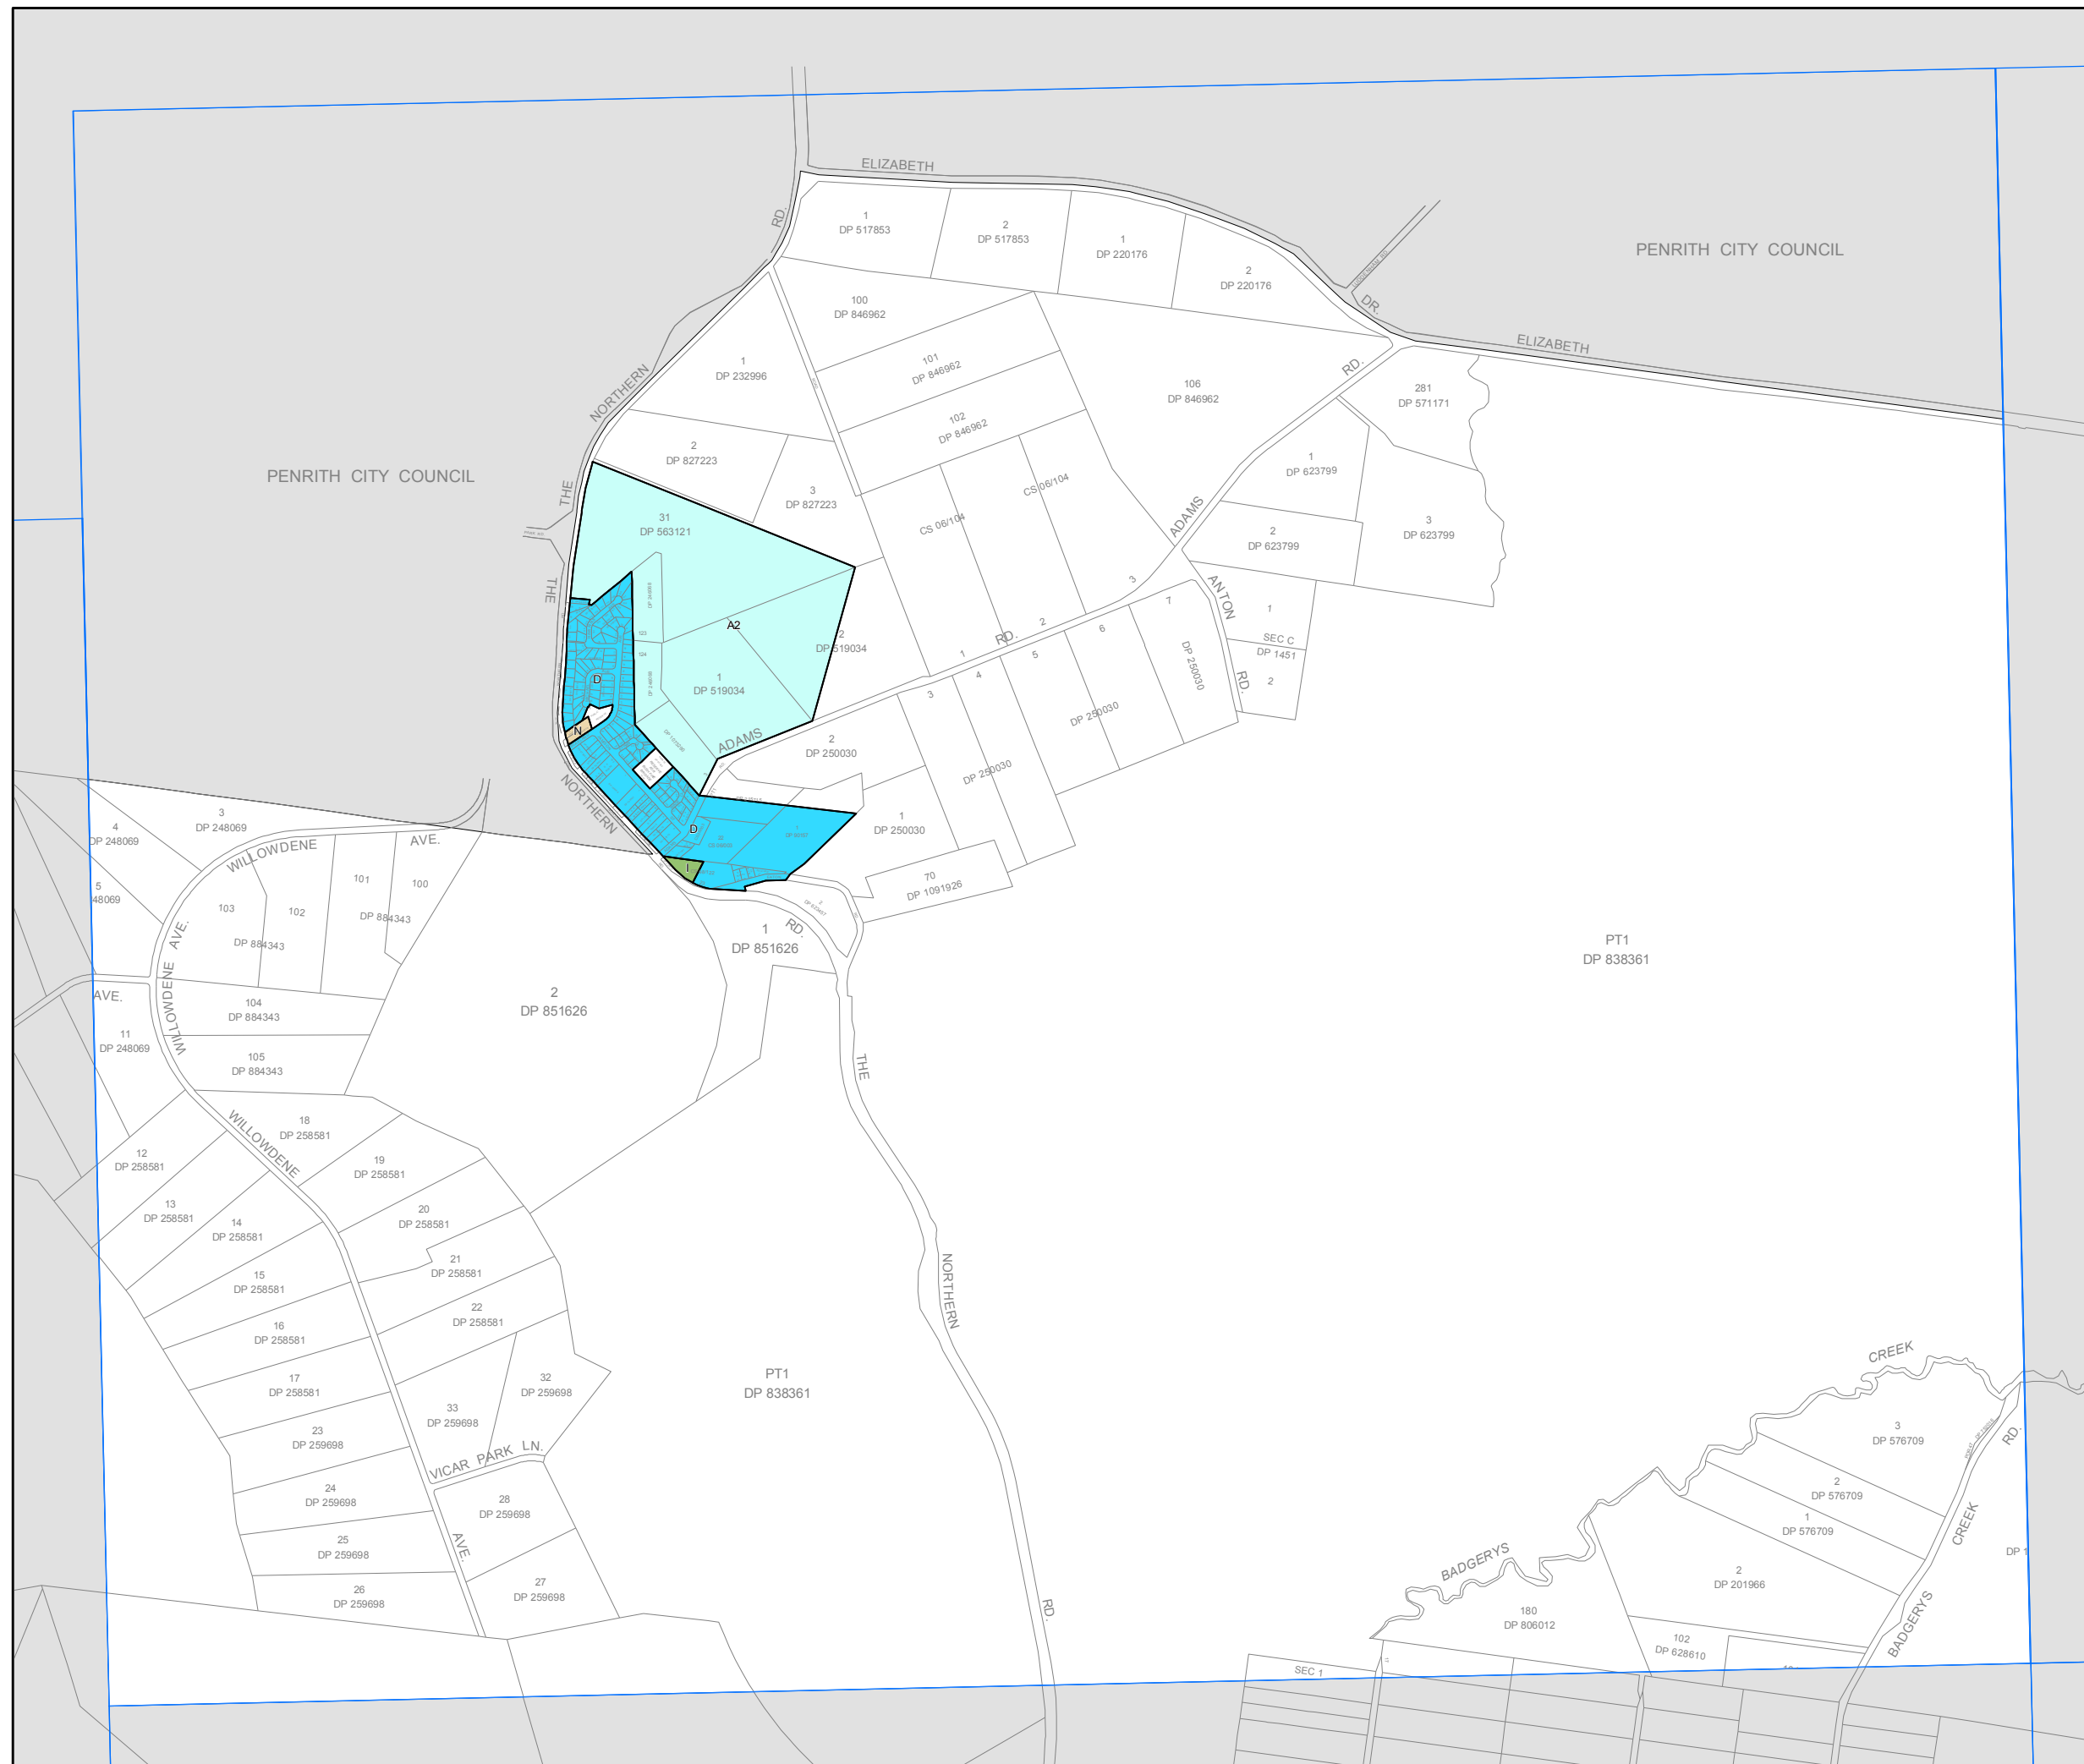 ELIZABETH
RD.
1
DP 517853
2
DP 517853
1
DP 220176
2
DP 220176
PENRITH CITY COUNCIL
DR.
ELIZABETH
100
DP 846962
101
DP 846962
102
DP 846962
106
DP 846962
RD.
281
DP 571171
1
DP 232996
NORTHERN
2
DP 827223
3
DP 827223
1
DP 623799
2
DP 623799
3
DP 623799
PENRITH CITY COUNCIL
THE
CS 06/104
CS 06/104
ADAMS
31
DP 563121
THE
ANTON
3
7
1
SEC C
DP 1451
2
RD.
A2
2
DP 519034
1
DP 519034
RD.
1
2
6
5
4
3
DP 250030
DP 250030
DP 250030
123
124
D
N
ADAMS
2
DP 250030
1
DP 250030
NORTHERN
D
I
70
DP 1091926
4
DP 248069
3
DP 248069
5
48069
WILLOWDENE
AVE.
103
102
DP 884343
101
100
DP 884343
WILLOWDENE AVE.
AVE.
104
DP 884343
105
DP 884343
11
DP 248069
1
DP 851626
RD.
2
DP 851626
PT1
DP 838361
THE
12
DP 258581
13
DP 258581
14
DP 258581
15
DP 258581
16
DP 258581
17
DP 258581
WILLOWDENE
18
DP 258581
19
DP 258581
20
DP 258581
21
DP 258581
22
DP 258581
NORTHERN
23
DP 259698
24
DP 259698
25
DP 259698
26
DP 259698
33
DP 259698
32
DP 259698
VICAR PARK LN.
28
DP 259698
27
DP 259698
AVE.
PT1
DP 838361
RD.
CREEK
3
DP 576709
2
DP 576709
1
DP 576709
RD.
CREEK
BADGERYS
BADGERYS
2
DP 201966
180
DP 806012
102
DP 628610
DP 1
SEC 1